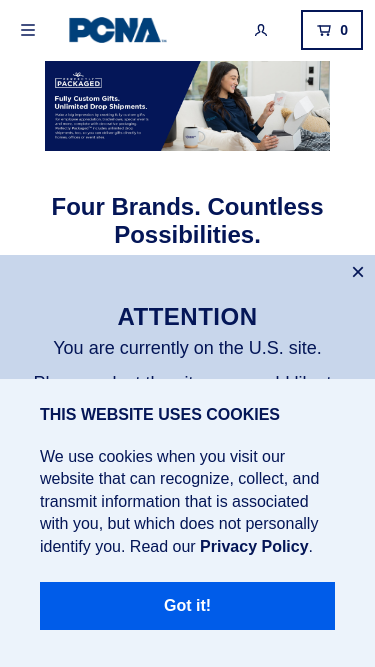 PCNA
0
PACKAGED
Fully Custom Gifts.
Unlimited Drop Shipments.
Four Brands. Countless
Possibilities.
ATTENTION
You are currently on the U.S. site.
THIS WEBSITE USES COOKIES
We use cookies when you visit our
website that can recognize, collect, and
transmit information that is associated
with you, but which does not personally
identify you. Read our Privacy Policy.
Got it!